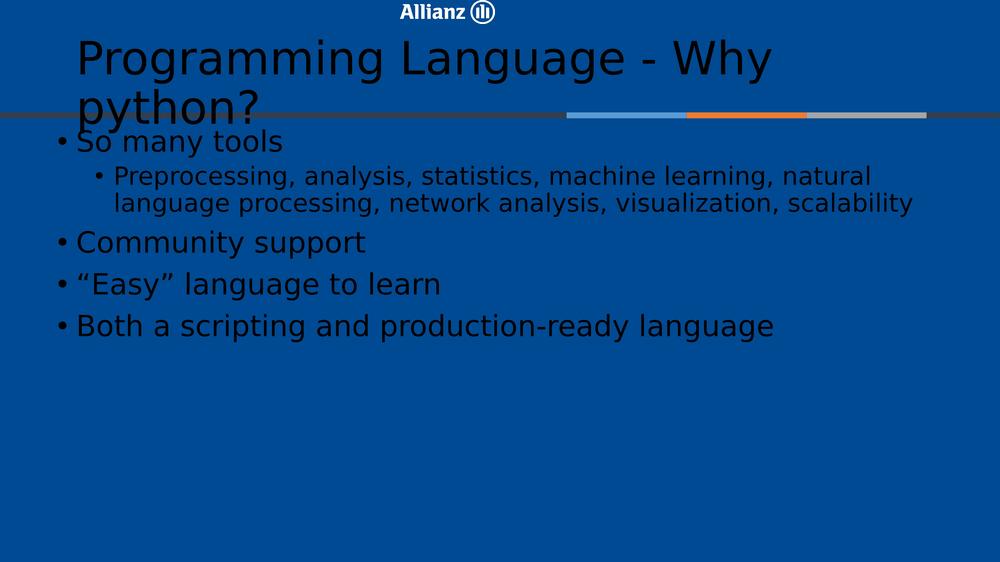 Allianz
Programming Language - Why
python?
• So many tools
• Preprocessing, analysis, statistics, machine learning, natural
language processing, network analysis, visualization, scalability
• Community support
• “Easy” language to learn
• Both a scripting and production-ready language